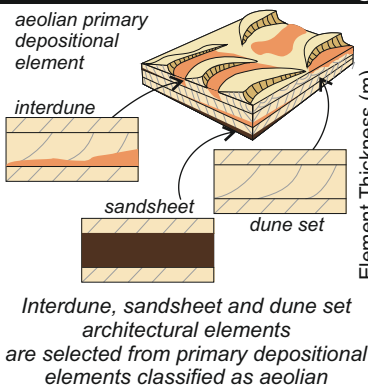 aeolian primary
depositional
element
interdune
sandsheet
dune set
Element Thickness (m)
Interdune, sandsheet and dune set
architectural elements
are selected from primary depositional
elements classified as aeolian